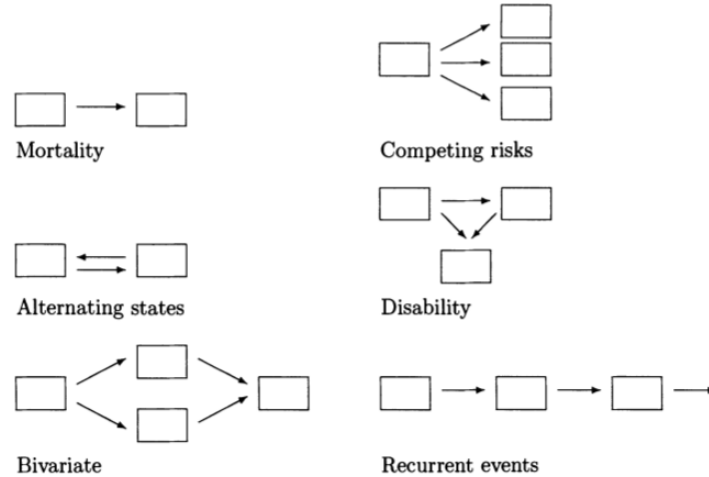 Mortality
Competing risks
Alternating states
Disability
Bivariate
Recurrent events